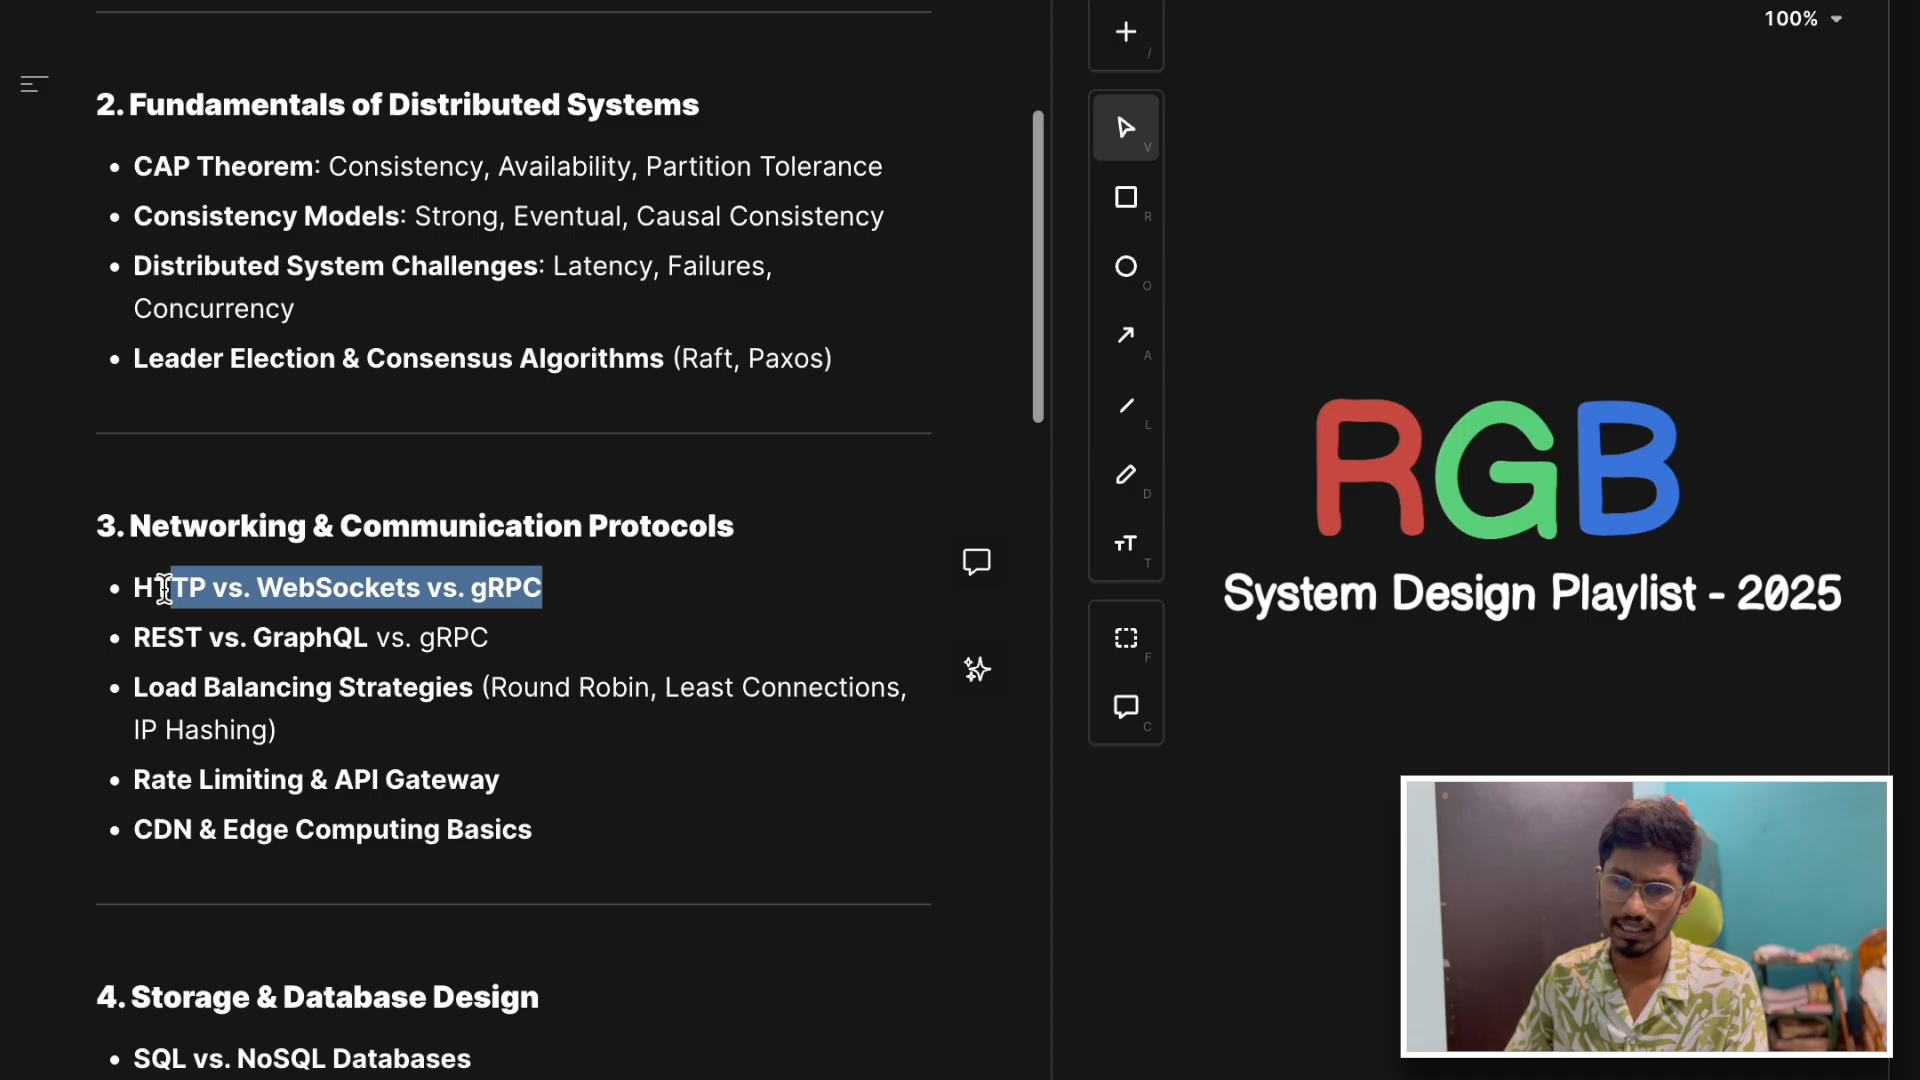 2. Fundamentals of Distributed Systems
• CAP Theorem: Consistency, Availability, Partition Tolerance
• Consistency Models: Strong, Eventual, Causal Consistency
• Distributed System Challenges: Latency, Failures,
Concurrency
• Leader Election & Consensus Algorithms (Raft, Paxos)
3. Networking & Communication Protocols
• HTTP vs. WebSockets vs. gRPC
• REST vs. GraphQL vs. gRPC
• Load Balancing Strategies (Round Robin, Least Connections,
IP Hashing)
• Rate Limiting & API Gateway
• CDN & Edge Computing Basics
4. Storage & Database Design
• SQL vs. NoSQL Databases
/
V
R
O
A
L
D
TT
T
F
C
100%
RGB
System Design Playlist - 2025